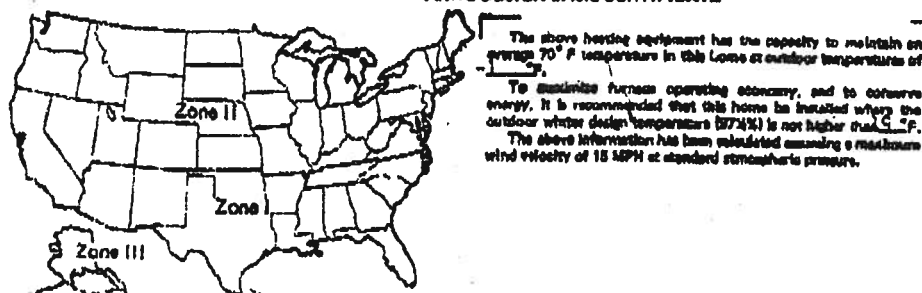 Zone II
Zone I
Zone III
The above heating equipment has the capacity to maintain an
average 70° F temperature in this home at outdoor temperatures of
°F.
To maximize furnace operating economy, and to conserve
energy, it is recommended that this home be installed where the
outdoor winter design temperature (97½%) is not higher than °F.
The above information has been calculated assuming a maximum
wind velocity of 15 MPH at standard atmospheric pressure.